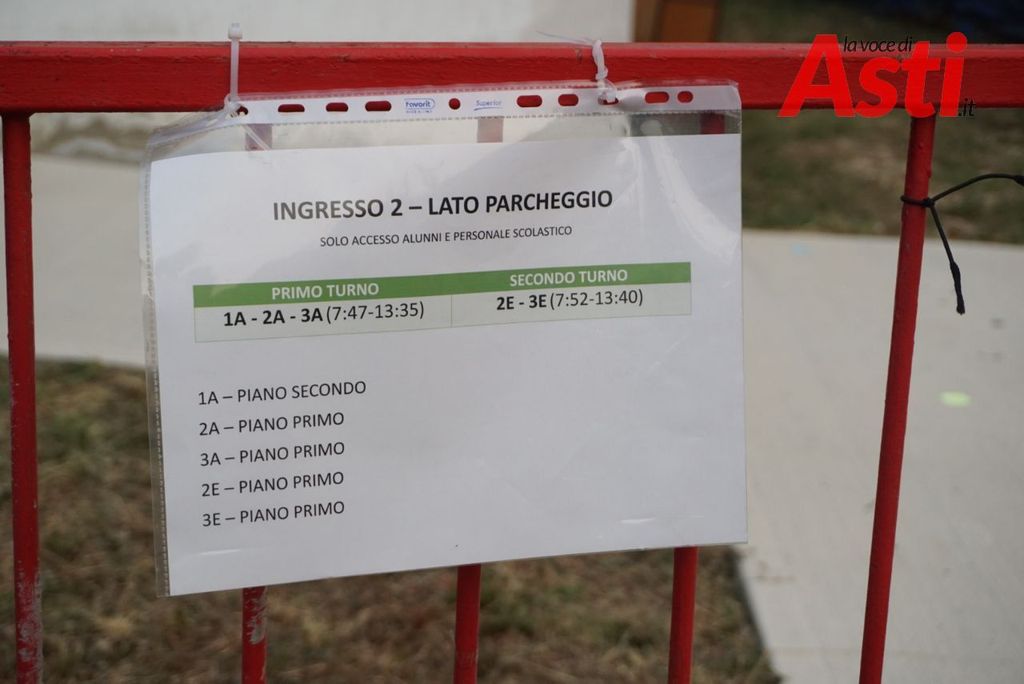 la voce di
Asti.it
Favorit
Superior
INGRESSO 2 – LATO PARCHEGGIO
SOLO ACCESSO ALUNNI E PERSONALE SCOLASTICO
PRIMO TURNO SECONDO TURNO
1A - 2A - 3A (7:47-13:35) 2E - 3E (7:52-13:40)
1A – PIANO SECONDO
2A – PIANO PRIMO
3A – PIANO PRIMO
2E – PIANO PRIMO
3E – PIANO PRIMO